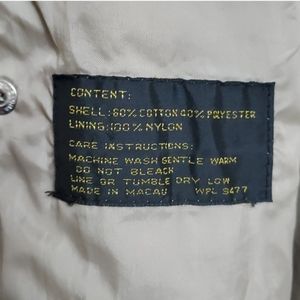 CONTENT:
SHELL: 60% COTTON 40% PLYESTER
LINING: 100% NYLON
CARE INSTRUCTIONS:
MACHINE WASH GENTLE WARM
DO NOT BLEACH
LINE OR TUMBLE DRY LOW
MADE IN MACAU WPL 9477